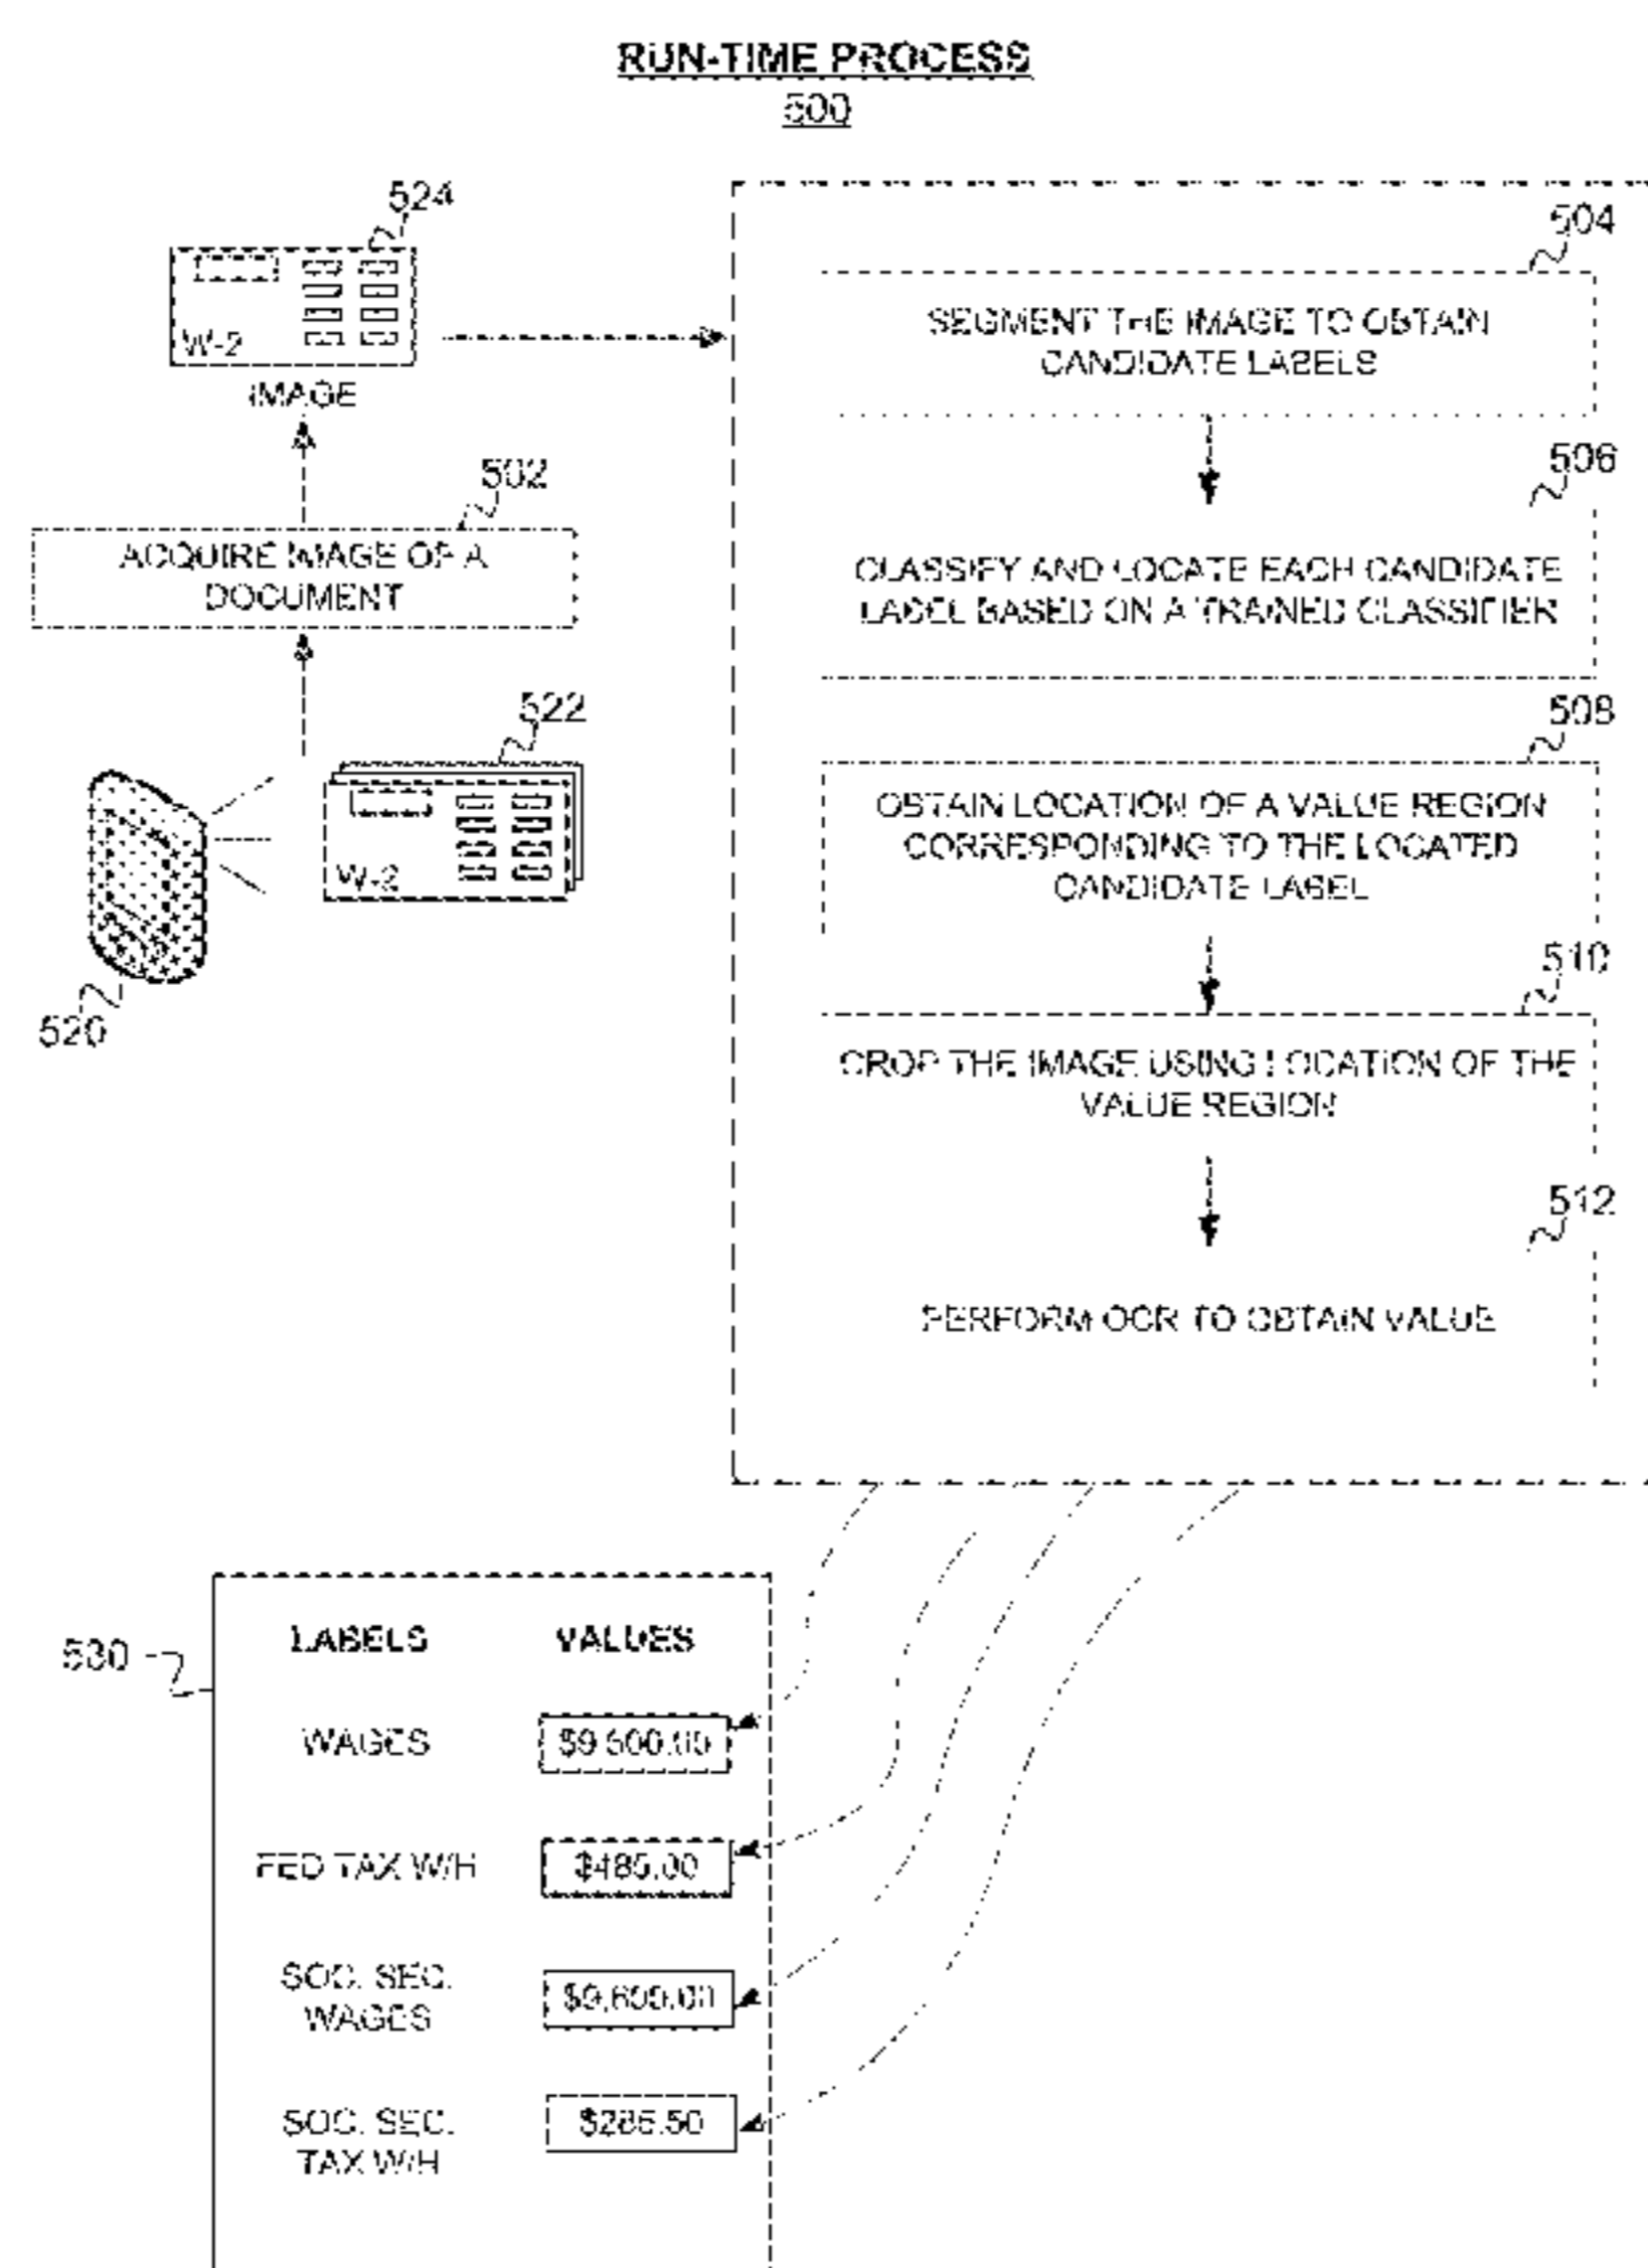 RUN-TIME PROCESS
500
524
W-2
IMAGE
502
ACQUIRE IMAGE OF A
DOCUMENT
522
W-2
520
504
SEGMENT THE IMAGE TO OBTAIN
CANDIDATE LABELS
506
CLASSIFY AND LOCATE EACH CANDIDATE
LABEL BASED ON A TRAINED CLASSIFIER
508
OBTAIN LOCATION OF A VALUE REGION
CORRESPONDING TO THE LOCATED
CANDIDATE LABEL
510
CROP THE IMAGE USING LOCATION OF THE
VALUE REGION
512
PERFORM OCR TO OBTAIN VALUE
530
LABELS VALUES
WAGES
FED TAX W/H $485.00
SOC. SEC.
WAGES
SOC. SEC.
TAX W/H